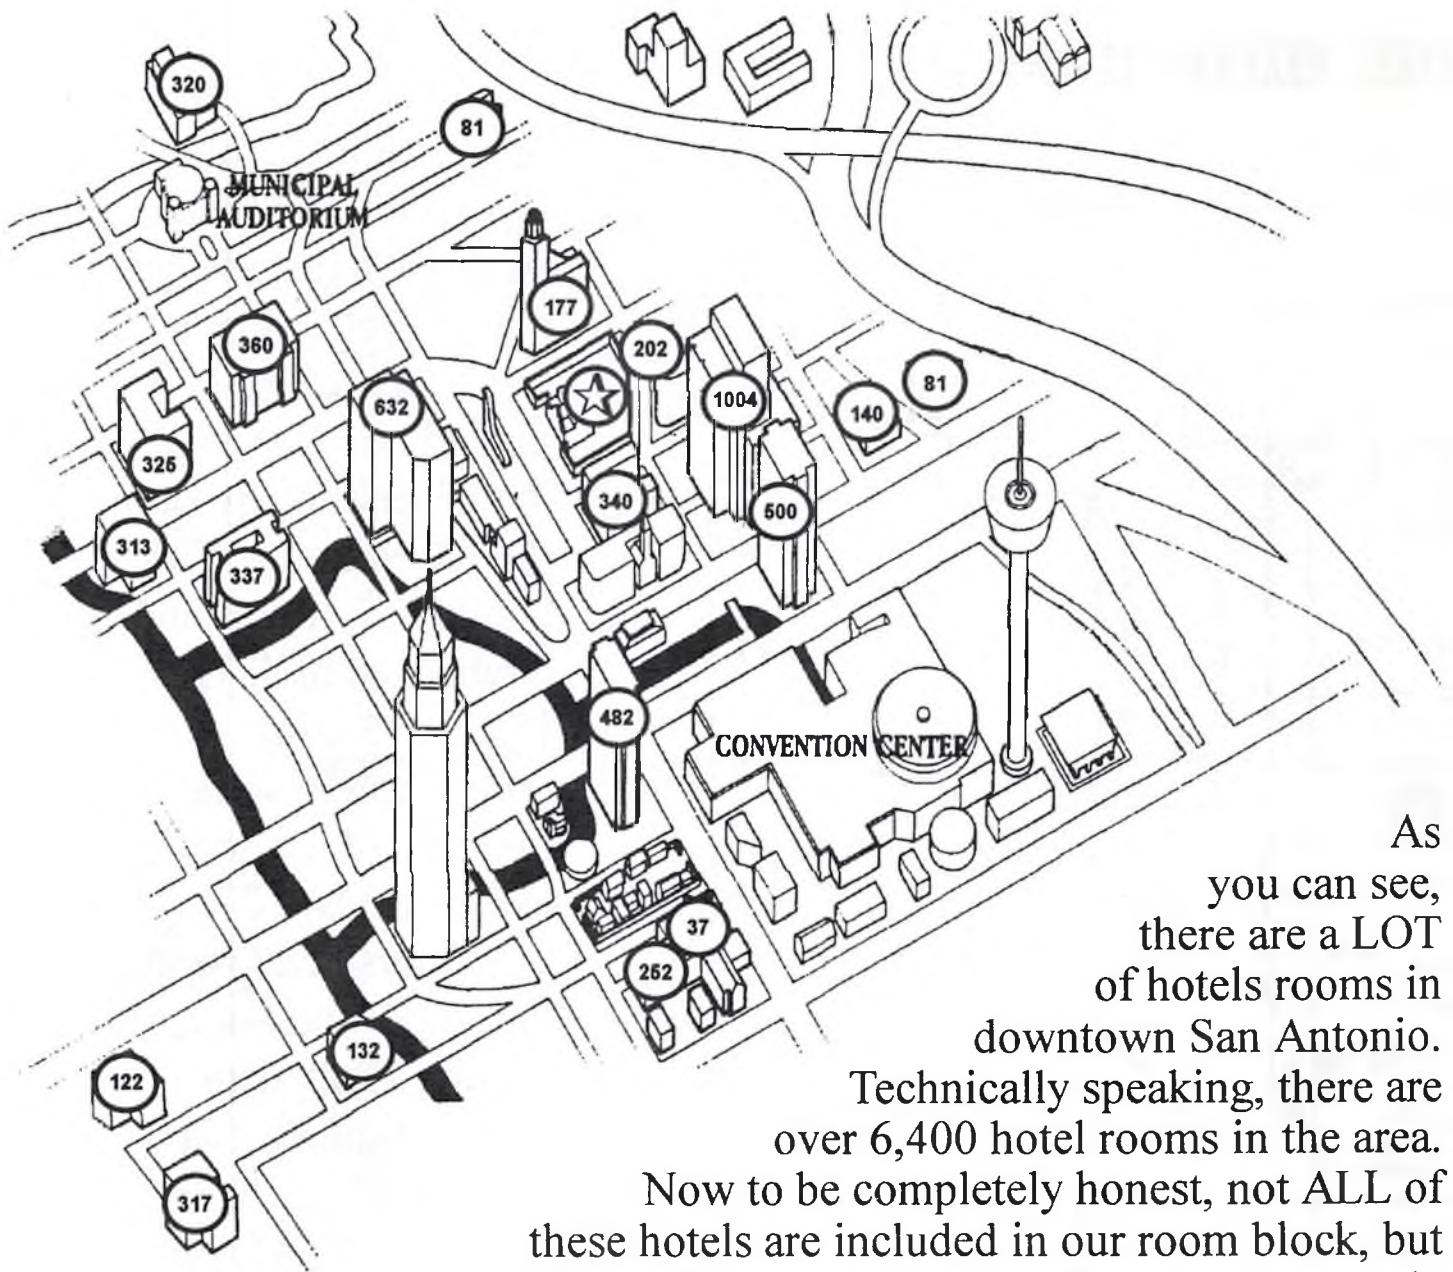 320
81
MUNICIPAL
AUDITORIUM
177
360
202
632
1004
81
140
325
340
500
313
337
482
CONVENTION CENTER
37
252
132
122
317
As
you can see,
there are a LOT
of hotels rooms in
downtown San Antonio.
Technically speaking, there are
over 6,400 hotel rooms in the area.
Now to be completely honest, not ALL of
these hotels are included in our room block, but